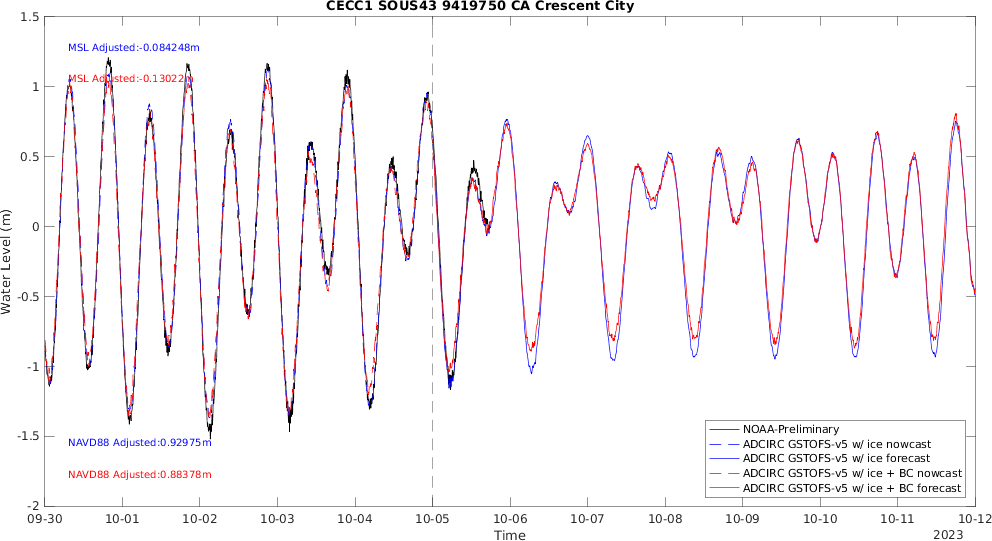 CECC1 SOUS43 9419750 CA Crescent City
1.5
1
0.5
0
-0.5
-1
-1.5
-2
Water Level (m)
MSL Adjusted:-0.084248m
MSL Adjusted:-0.13022m
NAVD88 Adjusted:0.92975m
NAVD88 Adjusted:0.88378m
NOAA-Preliminary
ADCIRC GSTOFS-v5 w/ ice nowcast
ADCIRC GSTOFS-v5 w/ ice forecast
ADCIRC GSTOFS-v5 w/ ice + BC nowcast
ADCIRC GSTOFS-v5 w/ ice + BC forecast
09-30 10-01 10-02 10-03 10-04 10-05 10-06 10-07 10-08 10-09 10-10 10-11 10-12
Time
2023